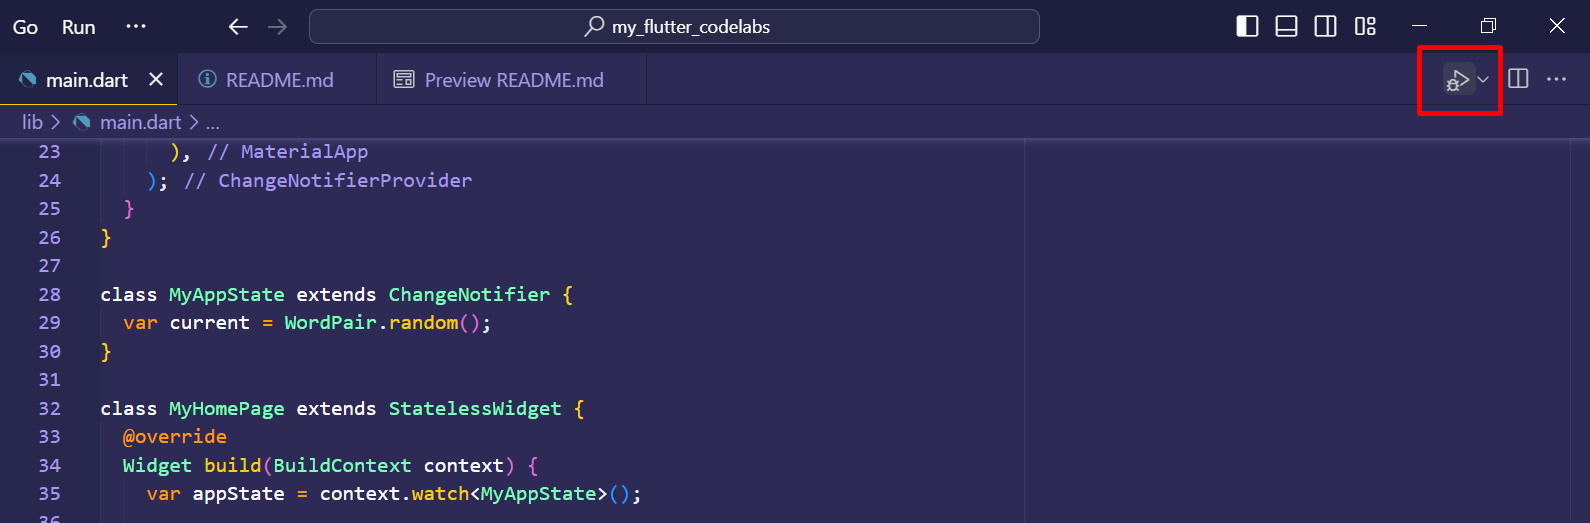 Go Run ··· my_flutter_codelabs
main.dart README.md Preview README.md ···
lib > main.dart > ...
23 ), // MaterialApp
24 ); // ChangeNotifierProvider
25 }
26 }
27
28 class MyAppState extends ChangeNotifier {
29 var current = WordPair.random();
30 }
31
32 class MyHomePage extends StatelessWidget {
33 @override
34 Widget build(BuildContext context) {
35 var appState = context.watch<MyAppState>();
36